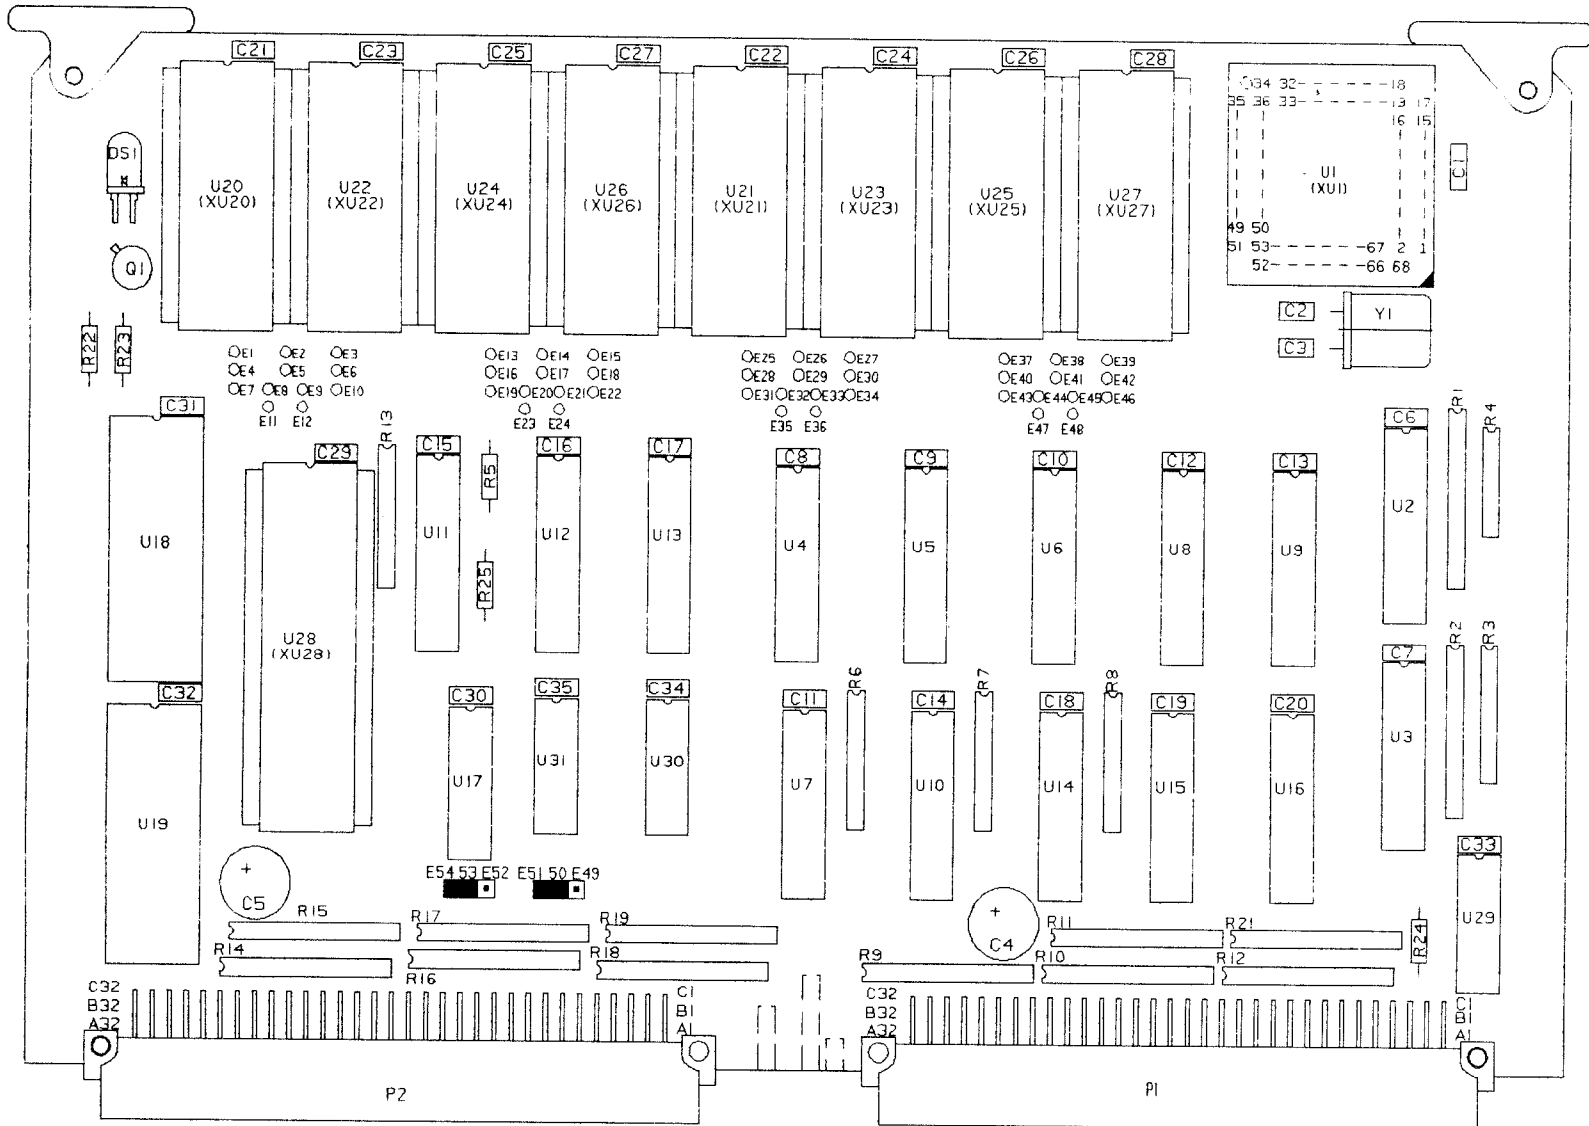 C21 C23 C25 C27 C22 C24 C26 C28
34 32 18
35 36 33 13 17
16 15
DS1
U20 U22 U24 U26 U21 U23 U25 U27 U1
(XU20) (XU22) (XU24) (XU26) (XU21) (XU23) (XU25) (XU27) (XU1)
C1
49 50
51 53 67 2 1
52 66 68
Q1
C2 Y1
C3
R22 R23
E1 E2 E3 E13 E14 E15 E25 E26 E27 E37 E38 E39
E4 E5 E6 E16 E17 E18 E28 E29 E30 E40 E41 E42
E7 E8 E9 E10 E19 E20 E21 E22 E31 E32 E33 E34 E43 E44 E45 E46
E11 E12 E23 E24 E35 E36 E47 E48
C31 R13 C6 R1 R4
C29 C15 C16 C17 C8 C9 C10 C12 C13
R5
U18 U11 U12 U13 U4 U5 U6 U8 U9 U2
R25
U28
(XU28)
R2 R3
C7
C32 C30 C35 C34 C11 R6 C14 R7 C18 R8 C19 C20
U19 U17 U31 U30 U7 U10 U14 U15 U16 U3
C33
E54 53 E52 E51 50 E49
C5 U29
R15 R17 R19 C4 R11 R21 R24
R14 R16 R18 R9 R10 R12
C32 C1 C32 C1
B32 B1 B32 B1
A32 A1 A32 A1
P2 P1